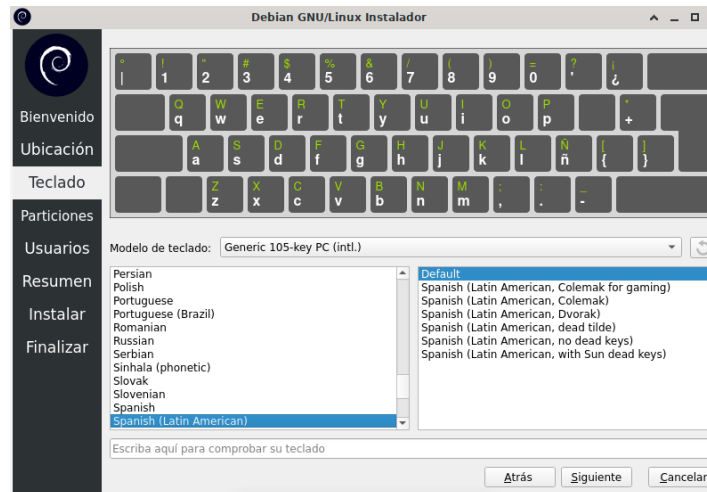 Debian GNU/Linux Instalador
Bienvenido
Ubicación
Teclado
Particiones
Usuarios
Resumen
Instalar
Finalizar
° ! " # $ % & / ( ) = ? ¡
| 1 2 3 4 5 6 7 8 9 0 ' ¿
Q W E R T Y U I O P *
q w e r t y u i o p +
A S D F G H J K L Ñ [ ]
a s d f g h j k l ñ { }
Z X C V B N M ; : _
z x c v b n m , . -
Modelo de teclado: Generic 105-key PC (intl.)
Persian
Polish
Portuguese
Portuguese (Brazil)
Romanian
Russian
Serbian
Sinhala (phonetic)
Slovak
Slovenian
Spanish
Spanish (Latin American)
Default
Spanish (Latin American, Colemak for gaming)
Spanish (Latin American, Colemak)
Spanish (Latin American, Dvorak)
Spanish (Latin American, dead tilde)
Spanish (Latin American, no dead keys)
Spanish (Latin American, with Sun dead keys)
Escriba aquí para comprobar su teclado
Atrás Siguiente Cancelar